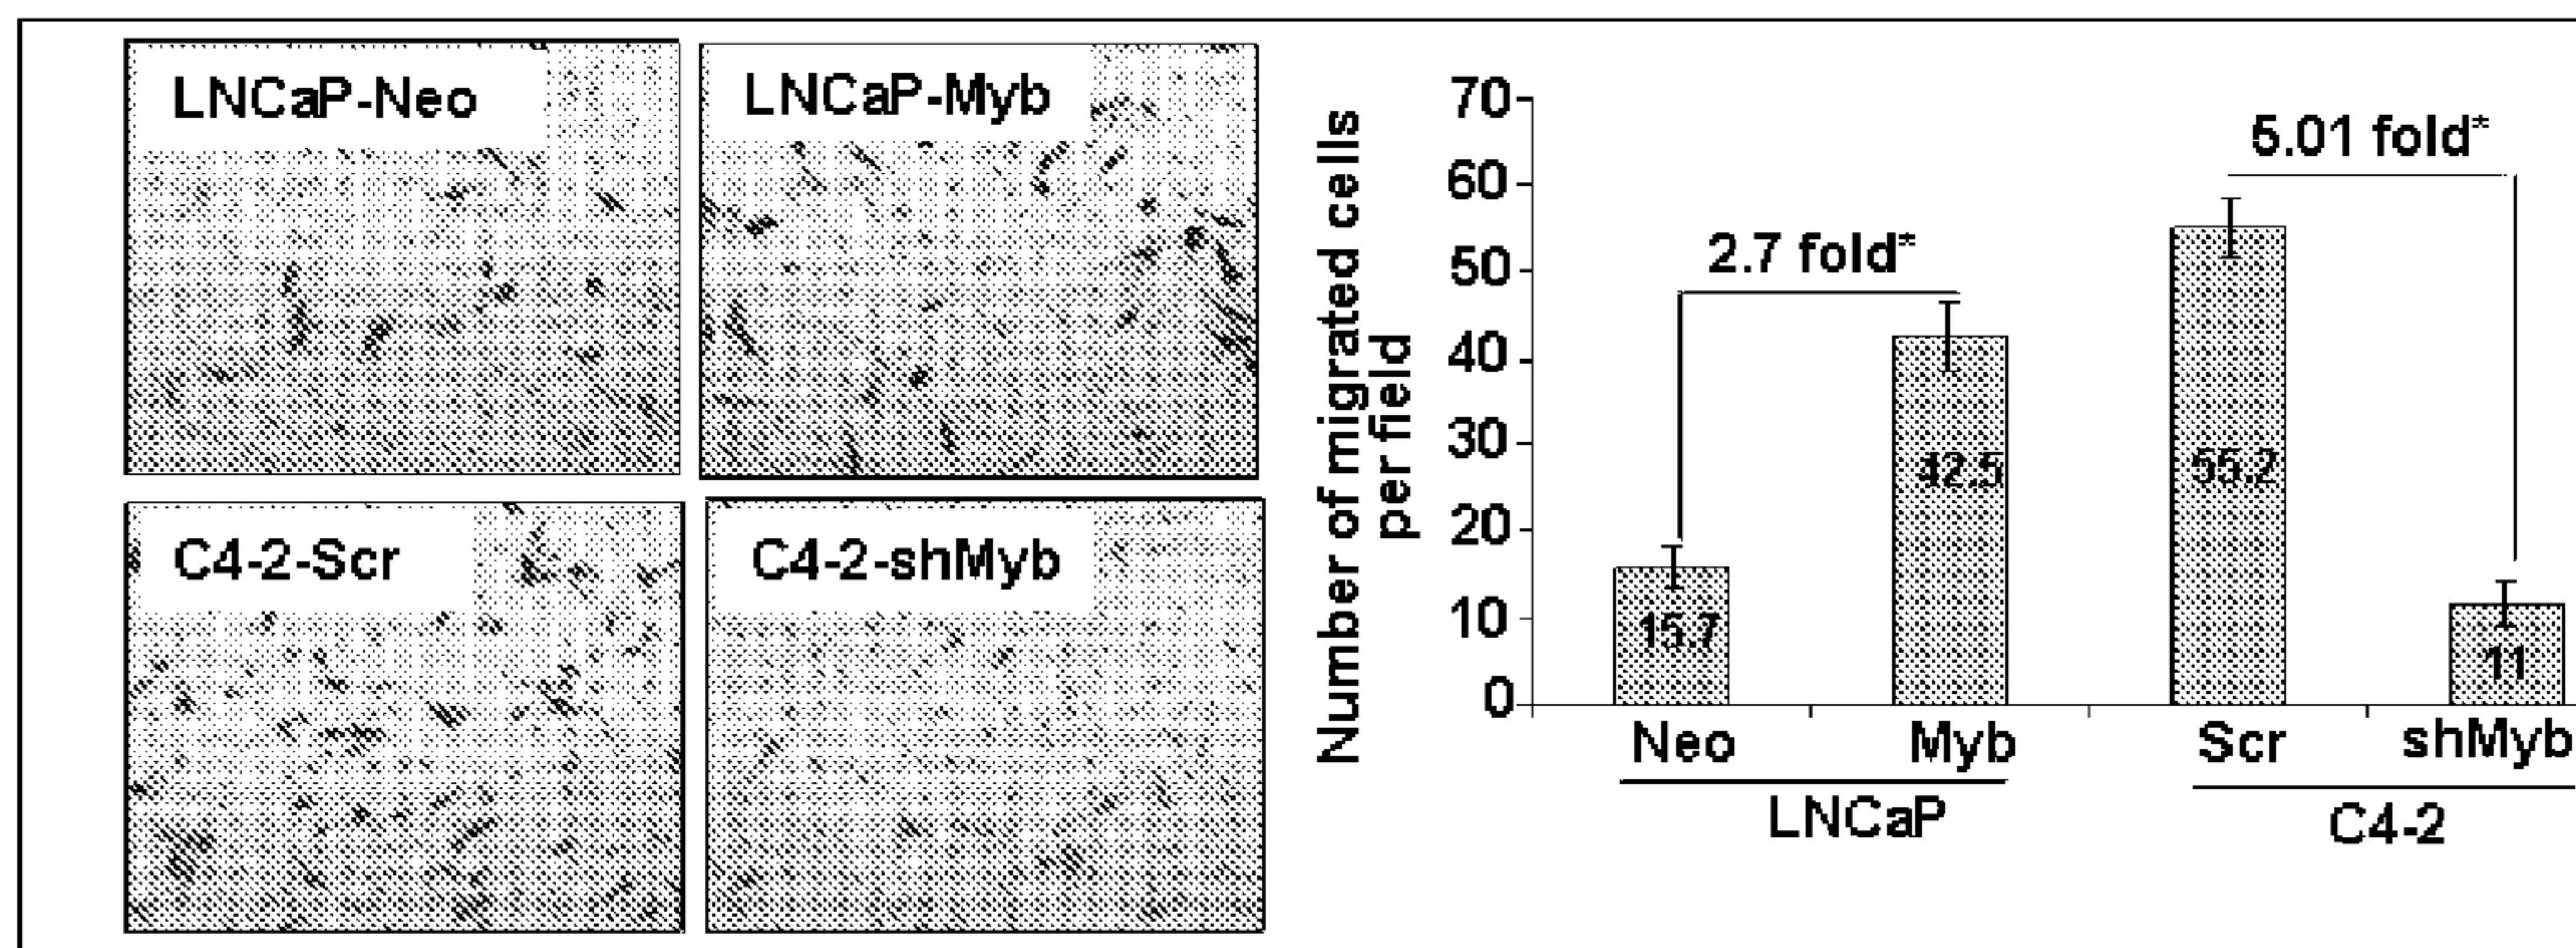 LNCaP-Neo
LNCaP-Myb
C4-2-Scr
C4-2-shMyb
Number of migrated cells
per field
70
60
50
40
30
20
10
0
2.7 fold*
5.01 fold*
15.7
42.5
55.2
11
Neo
Myb
Scr
shMyb
LNCaP
C4-2